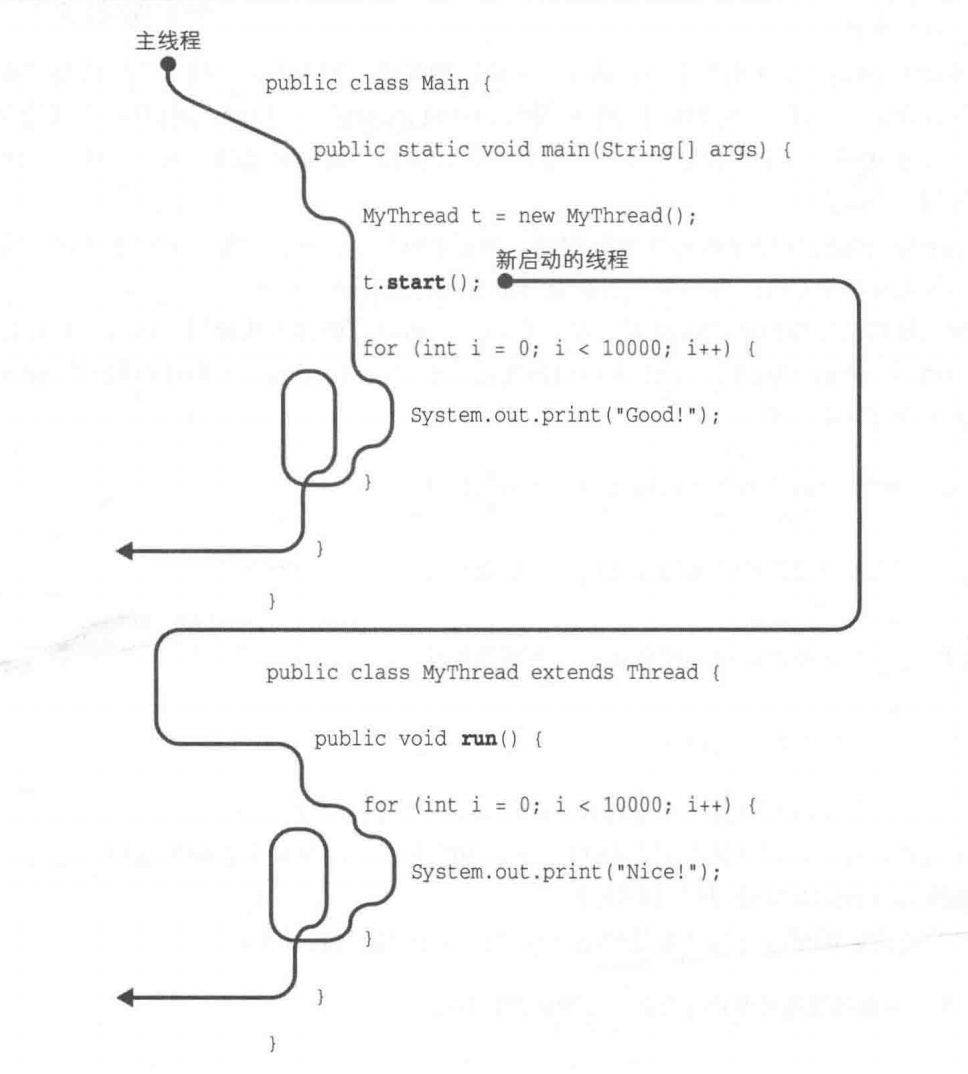 主线程
public class Main {
public static void main(String[] args) {
MyThread t = new MyThread();
新启动的线程
t.start();
for (int i = 0; i < 10000; i++) {
System.out.print("Good!");
}
}
}
public class MyThread extends Thread {
public void run() {
for (int i = 0; i < 10000; i++) {
System.out.print("Nice!");
}
}
}